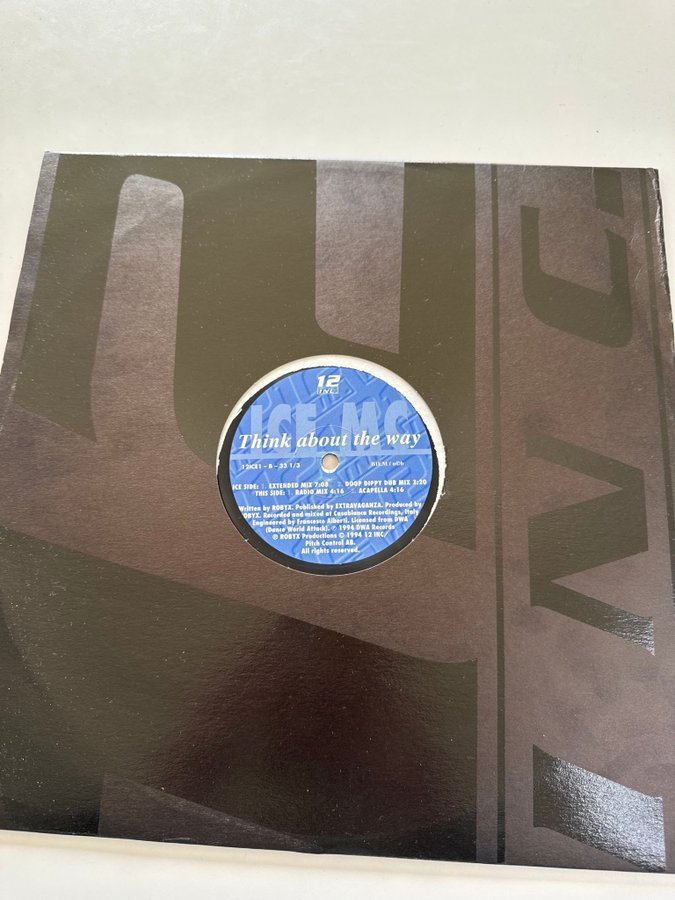 12
INC.
ICE MC
Think about the way
12ICE1 - B - 33 1/3
ICE SIDE: 1. EXTENDED MIX 7:08 2. DOOP DIPPY DUB MIX 3:20
THIS SIDE: 1. RADIO MIX 4:16 2. ACAPELLA 4:16
Written by ROBYX. Published by EXTRAVAGANZA. Produced by
ROBYX. Recorded and mixed at Casablanca Recordings, Italy
Engineered by Francesco Alberti. Licensed from DWA
(Dance World Attack). ℗ 1994 DWA Records
℗ ROBYX Productions © 1994 12 INC/
Pitch Control AB.
All rights reserved.